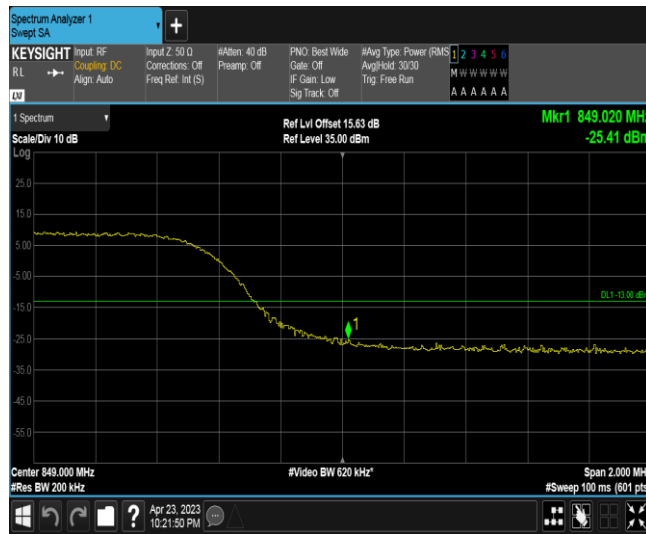 Spectrum Analyzer 1
Swept SA
+
KEYSIGHT
RL
LXI
Input: RF
Coupling: DC
Align: Auto
Input Z: 50 Ω
Corrections: Off
Freq Ref: Int (S)
#Atten: 40 dB
Preamp: Off
PNO: Best Wide
Gate: Off
IF Gain: Low
Sig Track: Off
#Avg Type: Power (RMS
Avg|Hold: 30/30
Trig: Free Run
1 2 3 4 5 6
M W W W W W
A A A A A A
1 Spectrum
Scale/Div 10 dB
Log
Ref Lvl Offset 15.63 dB
Ref Level 35.00 dBm
Mkr1 849.020 MHz
-25.41 dBm
25.0
15.0
5.00
-5.00
-15.0
-25.0
-35.0
-45.0
-55.0
DL1 -13.00 dBm
1
Center 849.000 MHz
#Res BW 200 kHz
#Video BW 620 kHz*
Span 2.000 MH
#Sweep 100 ms (601 pts
?
Apr 23, 2023
10:21:50 PM